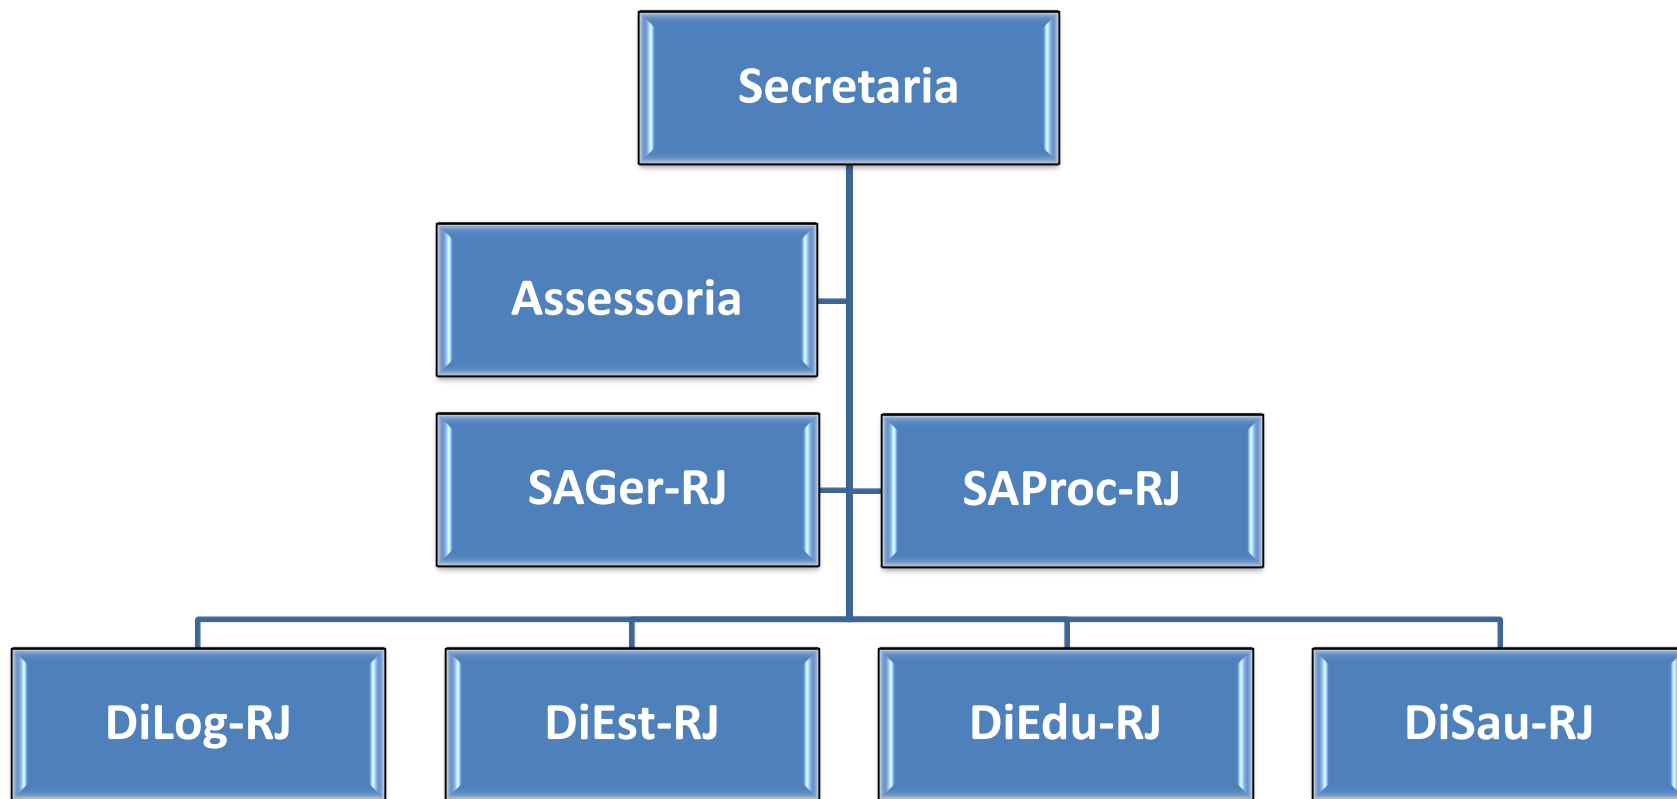 Secretaria
Assessoria
SAGer-RJ
SAProc-RJ
DiLog-RJ
DiEst-RJ
DiEdu-RJ
DiSau-RJ